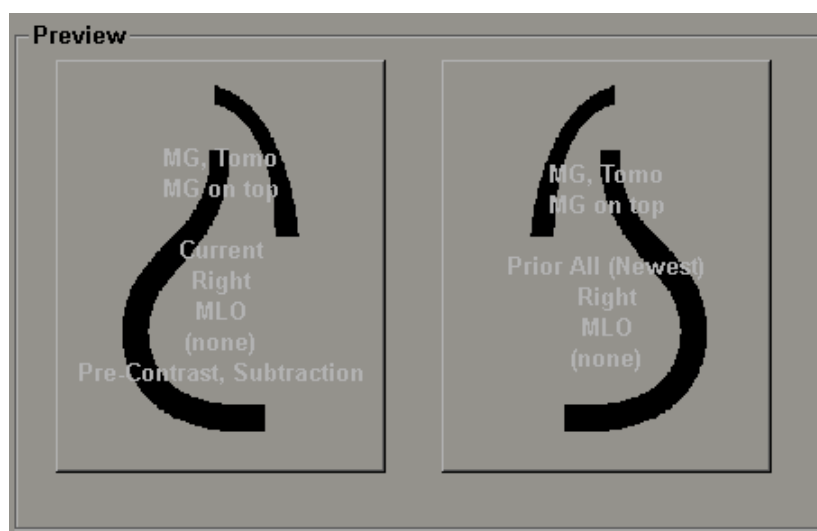 Preview
MG, Tomo
MG on top
Current
Right
MLO
(none)
Pre-Contrast, Subtraction
MG, Tomo
MG on top
Prior All (Newest)
Right
MLO
(none)